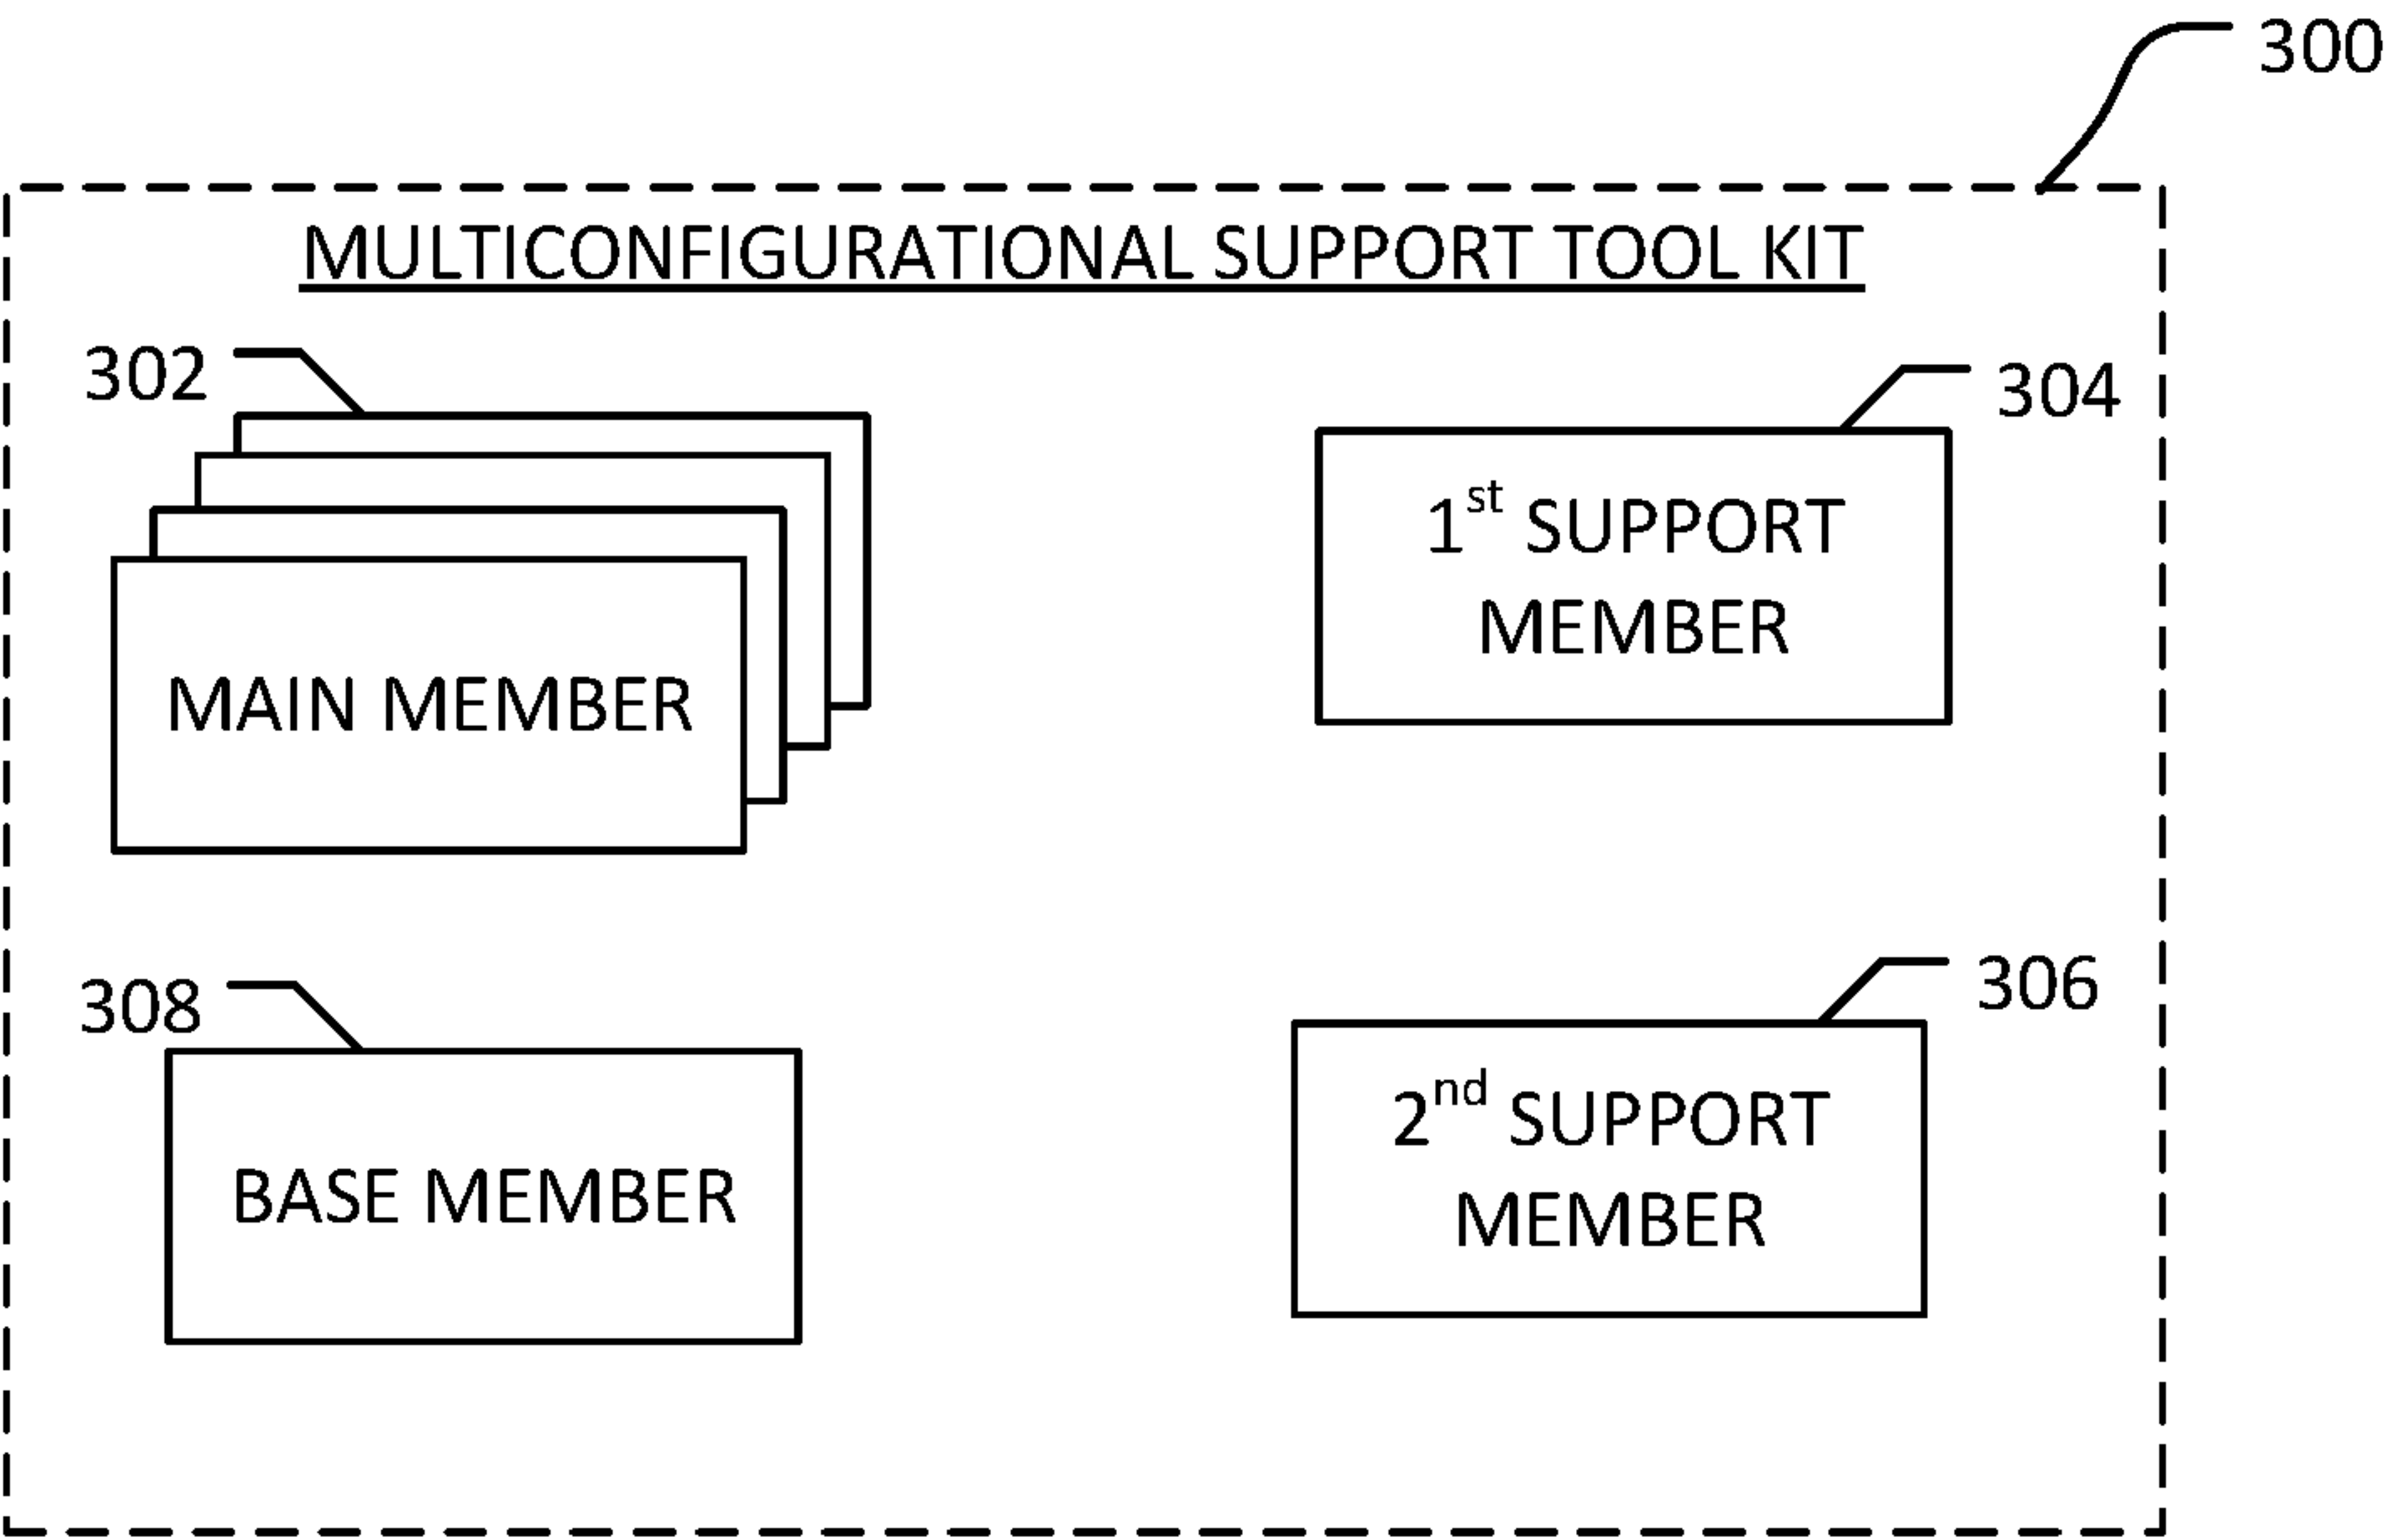 300
MULTICONFIGURATIONAL SUPPORT TOOL KIT
302
MAIN MEMBER
304
1st SUPPORT
MEMBER
308
BASE MEMBER
306
2nd SUPPORT
MEMBER